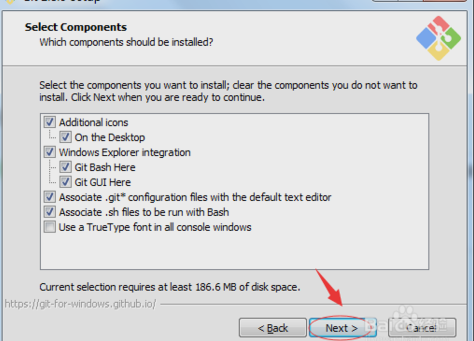 Select Components
Which components should be installed?
Select the components you want to install; clear the components you do not want to
install. Click Next when you are ready to continue.
Additional icons
On the Desktop
Windows Explorer integration
Git Bash Here
Git GUI Here
Associate .git* configuration files with the default text editor
Associate .sh files to be run with Bash
Use a TrueType font in all console windows
Current selection requires at least 186.6 MB of disk space.
https://git-for-windows.github.io/
< Back
Next >
Cancel